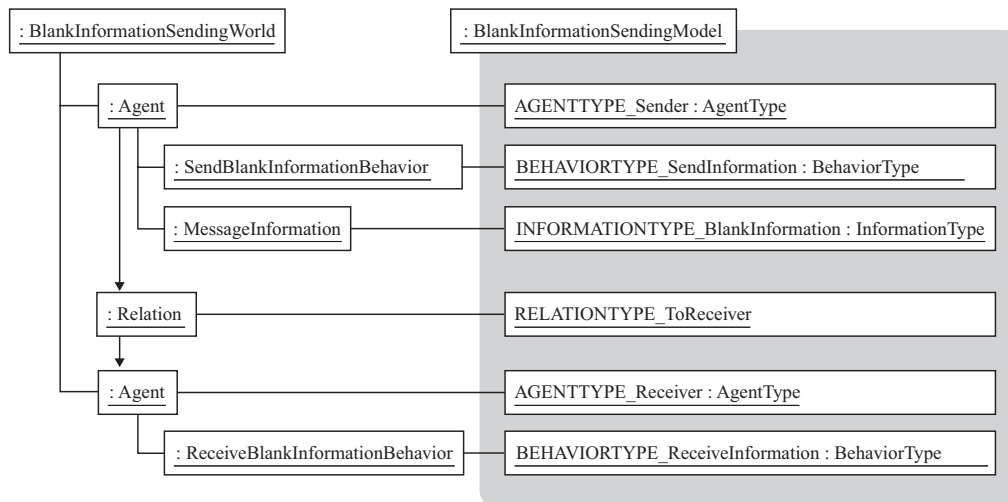 : BlankInformationSendingWorld
: BlankInformationSendingModel
: Agent
AGENTTYPE_Sender : AgentType
: SendBlankInformationBehavior
BEHAVIORTYPE_SendInformation : BehaviorType
: MessageInformation
INFORMATIONTYPE_BlankInformation : InformationType
: Relation
RELATIONTYPE_ToReceiver
: Agent
AGENTTYPE_Receiver : AgentType
: ReceiveBlankInformationBehavior
BEHAVIORTYPE_ReceiveInformation : BehaviorType